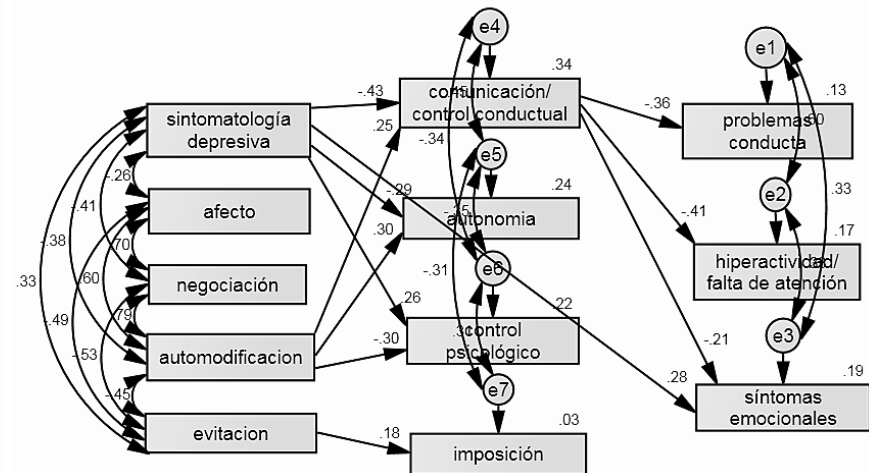 e4
e1
.34
.13
-.43
comunicación/
control conductual
sintomatología
depresiva
.25
-.36
problemas
conducta
-.34
e5
-.26
-.29
.24
e2
.33
-.41
afecto
autonomia
-.41
.17
.70
.30
-.38
e6
hiperactividad/
falta de atención
.33
.60
negociación
-.31
.26
.22
.79
control
psicológico
-.49
-.53
automodificacion
-.30
-.21
e3
e7
.28
.19
-.45
síntomas
emocionales
.03
evitacion
.18
imposición